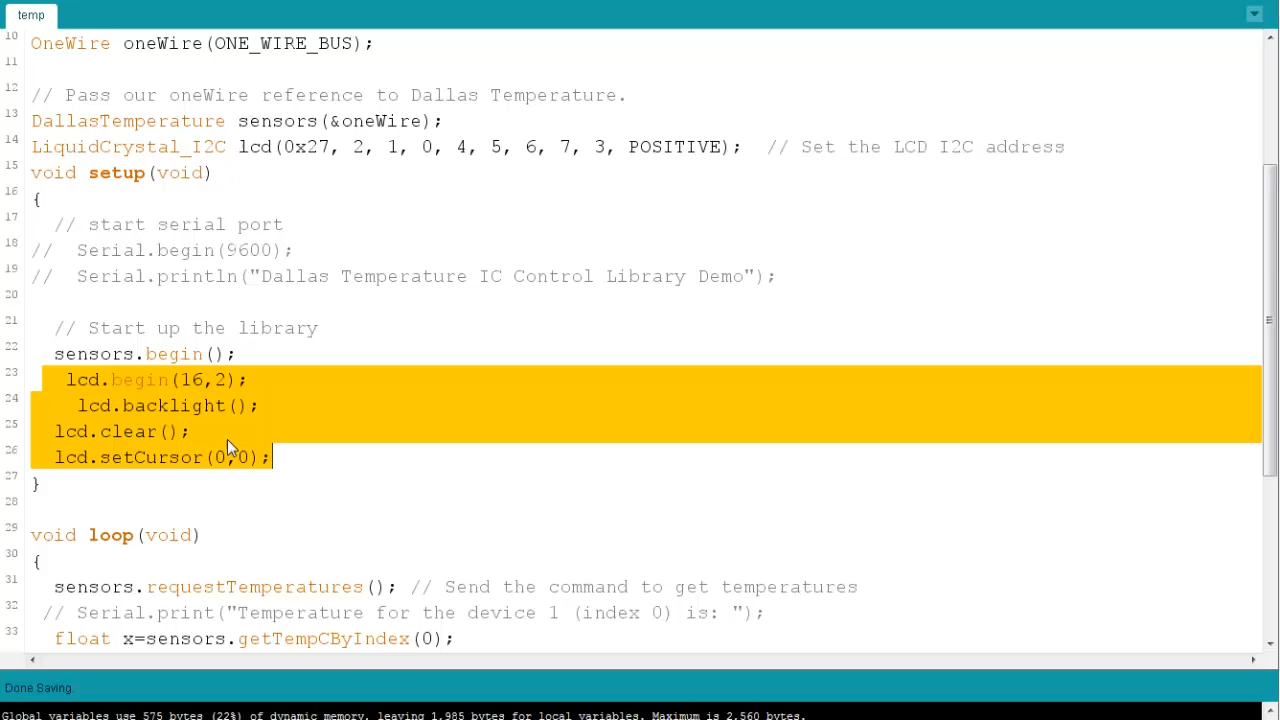 temp
10 OneWire oneWire(ONE_WIRE_BUS);
11
12 // Pass our oneWire reference to Dallas Temperature.
13 DallasTemperature sensors(&oneWire);
14 LiquidCrystal_I2C lcd(0x27, 2, 1, 0, 4, 5, 6, 7, 3, POSITIVE); // Set the LCD I2C address
15 void setup(void)
16 {
17 // start serial port
18 // Serial.begin(9600);
19 // Serial.println("Dallas Temperature IC Control Library Demo");
20
21 // Start up the library
22 sensors.begin();
23 lcd.begin(16,2);
24 lcd.backlight();
25 lcd.clear();
26 lcd.setCursor(0,0);
27 }
28
29 void loop(void)
30 {
31 sensors.requestTemperatures(); // Send the command to get temperatures
32 // Serial.print("Temperature for the device 1 (index 0) is: ");
33 float x=sensors.getTempCByIndex(0);
Done Saving.
Global variables use 575 bytes (22%) of dynamic memory, leaving 1,985 bytes for local variables. Maximum is 2,560 bytes.